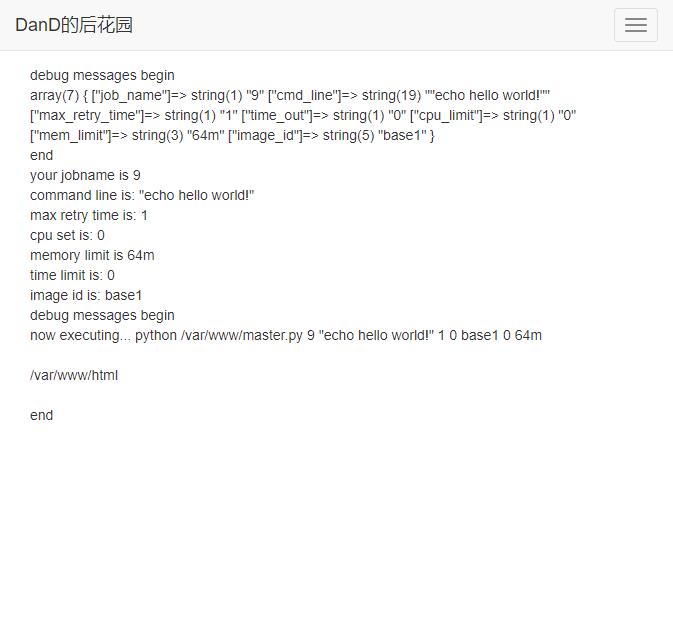 DanD的后花园
debug messages begin
array(7) { ["job_name"]=> string(1) "9" ["cmd_line"]=> string(19) ""echo hello world!""
["max_retry_time"]=> string(1) "1" ["time_out"]=> string(1) "0" ["cpu_limit"]=> string(1) "0"
["mem_limit"]=> string(3) "64m" ["image_id"]=> string(5) "base1" }
end
your jobname is 9
command line is: "echo hello world!"
max retry time is: 1
cpu set is: 0
memory limit is 64m
time limit is: 0
image id is: base1
debug messages begin
now executing... python /var/www/master.py 9 "echo hello world!" 1 0 base1 0 64m
/var/www/html
end